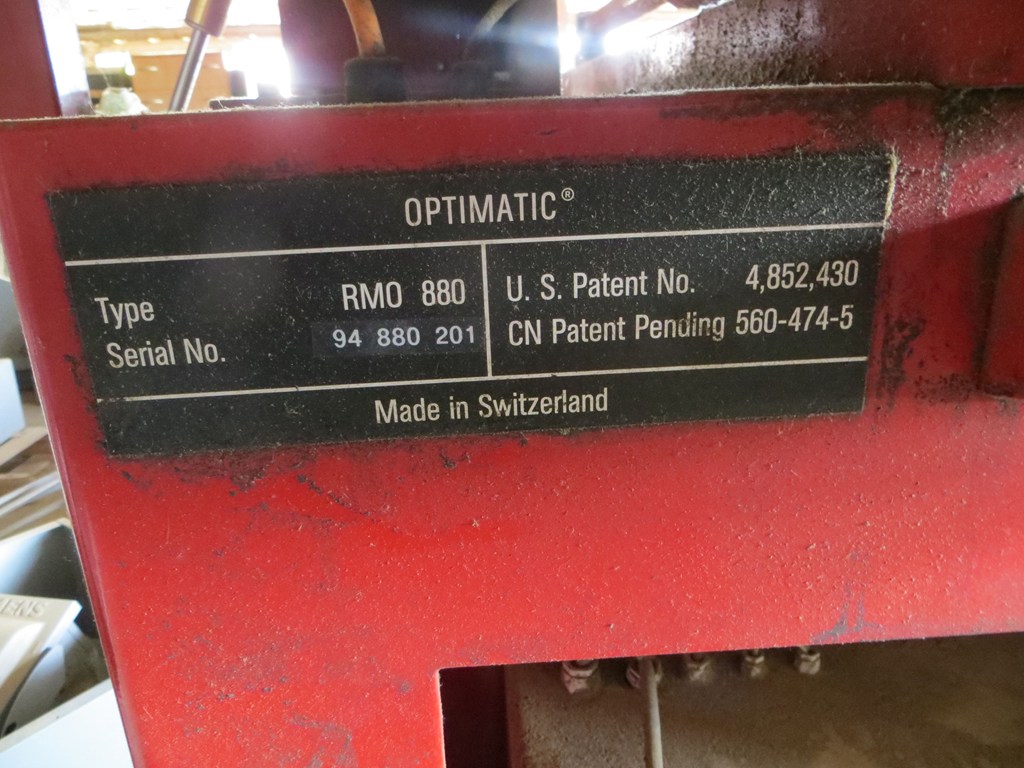 OPTIMATIC®
Type RMO 880
Serial No. 94 880 201
U. S. Patent No. 4,852,430
CN Patent Pending 560-474-5
Made in Switzerland